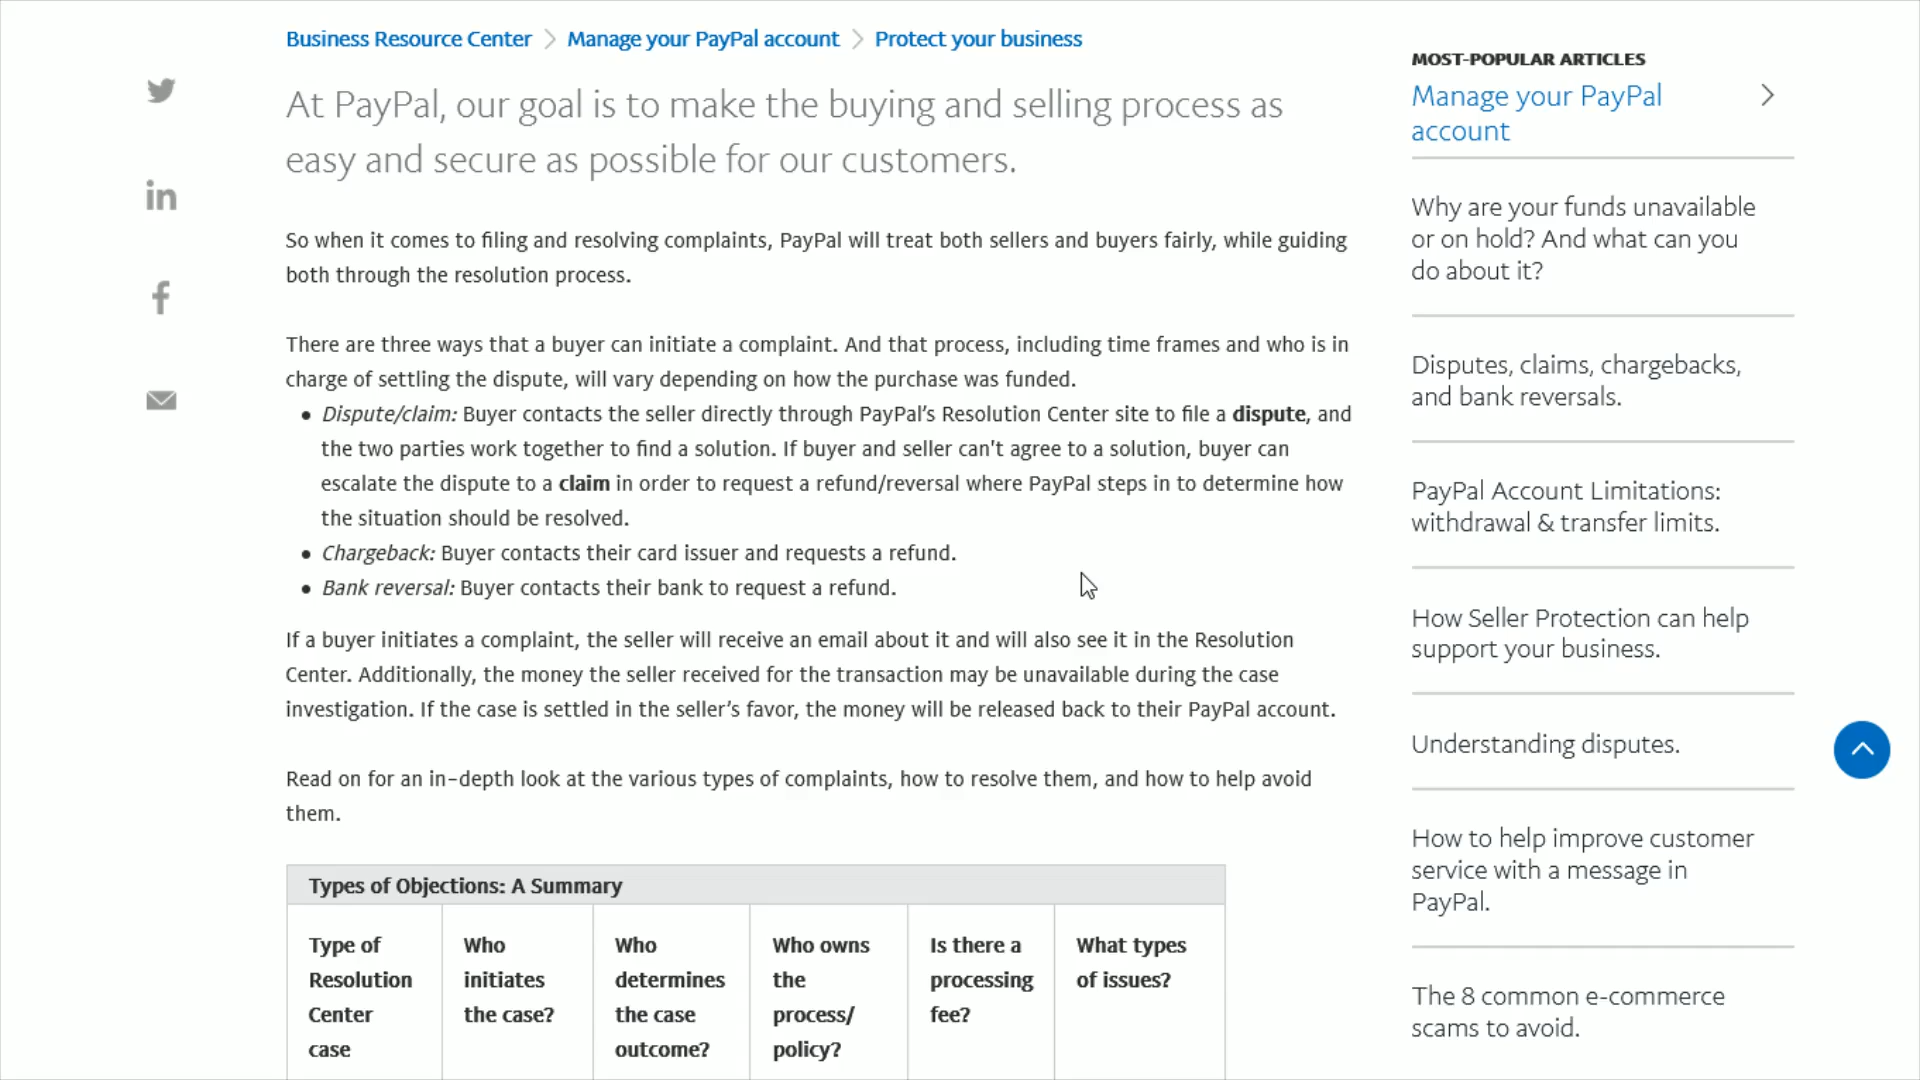 Business Resource Center > Manage your PayPal account > Protect your business
At PayPal, our goal is to make the buying and selling process as
easy and secure as possible for our customers.
So when it comes to filing and resolving complaints, PayPal will treat both sellers and buyers fairly, while guiding
both through the resolution process.
There are three ways that a buyer can initiate a complaint. And that process, including time frames and who is in
charge of settling the dispute, will vary depending on how the purchase was funded.
• Dispute/claim: Buyer contacts the seller directly through PayPal’s Resolution Center site to file a dispute, and
the two parties work together to find a solution. If buyer and seller can't agree to a solution, buyer can
escalate the dispute to a claim in order to request a refund/reversal where PayPal steps in to determine how
the situation should be resolved.
• Chargeback: Buyer contacts their card issuer and requests a refund.
• Bank reversal: Buyer contacts their bank to request a refund.
If a buyer initiates a complaint, the seller will receive an email about it and will also see it in the Resolution
Center. Additionally, the money the seller received for the transaction may be unavailable during the case
investigation. If the case is settled in the seller’s favor, the money will be released back to their PayPal account.
Read on for an in-depth look at the various types of complaints, how to resolve them, and how to help avoid
them.
Types of Objections: A Summary
Type of
Resolution
Center
case
Who
initiates
the case?
Who
determines
the case
outcome?
Who owns
the
process/
policy?
Is there a
processing
fee?
What types
of issues?
MOST-POPULAR ARTICLES
Manage your PayPal
account
Why are your funds unavailable
or on hold? And what can you
do about it?
Disputes, claims, chargebacks,
and bank reversals.
PayPal Account Limitations:
withdrawal & transfer limits.
How Seller Protection can help
support your business.
Understanding disputes.
How to help improve customer
service with a message in
PayPal.
The 8 common e-commerce
scams to avoid.